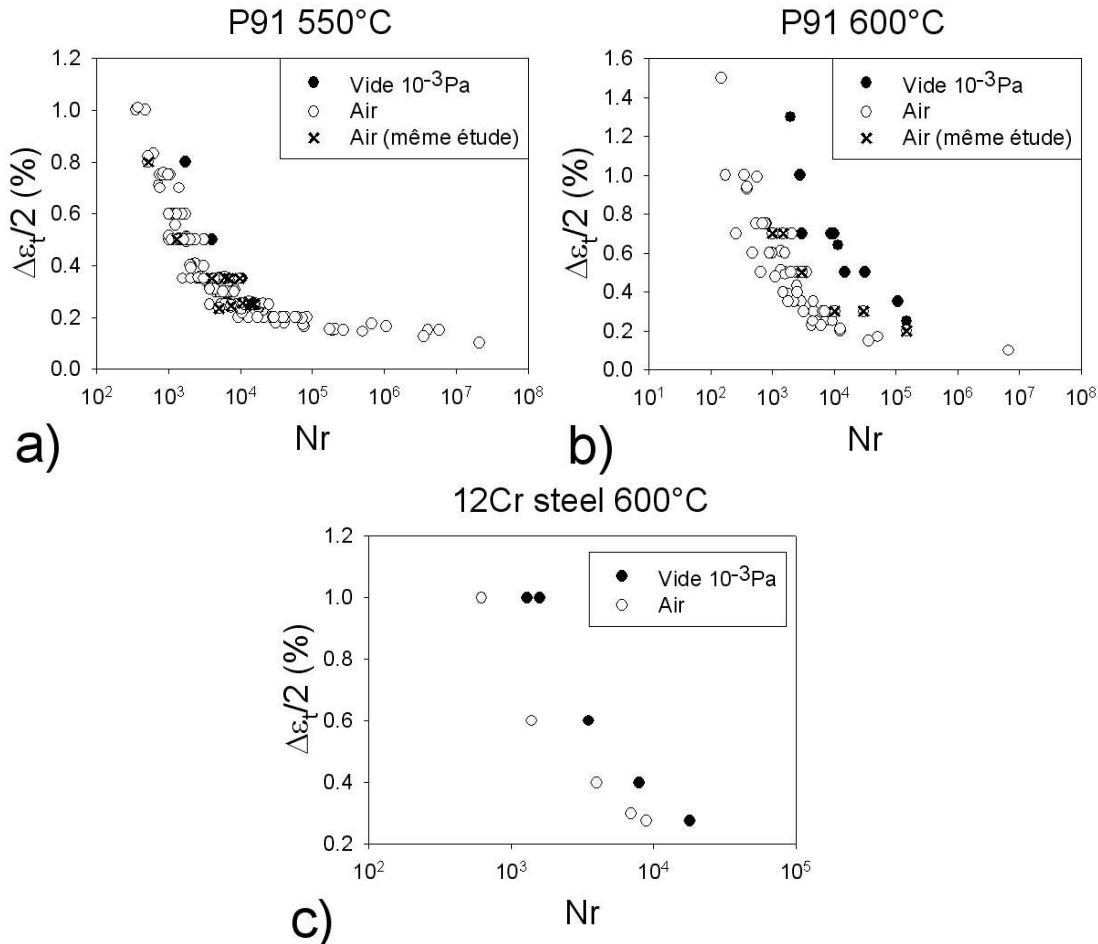 P91 550°C
1.2
1.0
0.8
0.6
0.4
0.2
0.0
Δεt/2 (%)
Vide 10-3Pa
Air
Air (même étude)
10² 10³ 10⁴ 10⁵ 10⁶ 10⁷ 10⁸
Nr
a)
P91 600°C
1.6
1.4
1.2
1.0
0.8
0.6
0.4
0.2
0.0
Δεt/2 (%)
Vide 10-3Pa
Air
Air (même étude)
10¹ 10² 10³ 10⁴ 10⁵ 10⁶ 10⁷ 10⁸
Nr
b)
12Cr steel 600°C
1.2
1.0
0.8
0.6
0.4
0.2
Δεt/2 (%)
Vide 10-3Pa
Air
10² 10³ 10⁴ 10⁵
Nr
c)